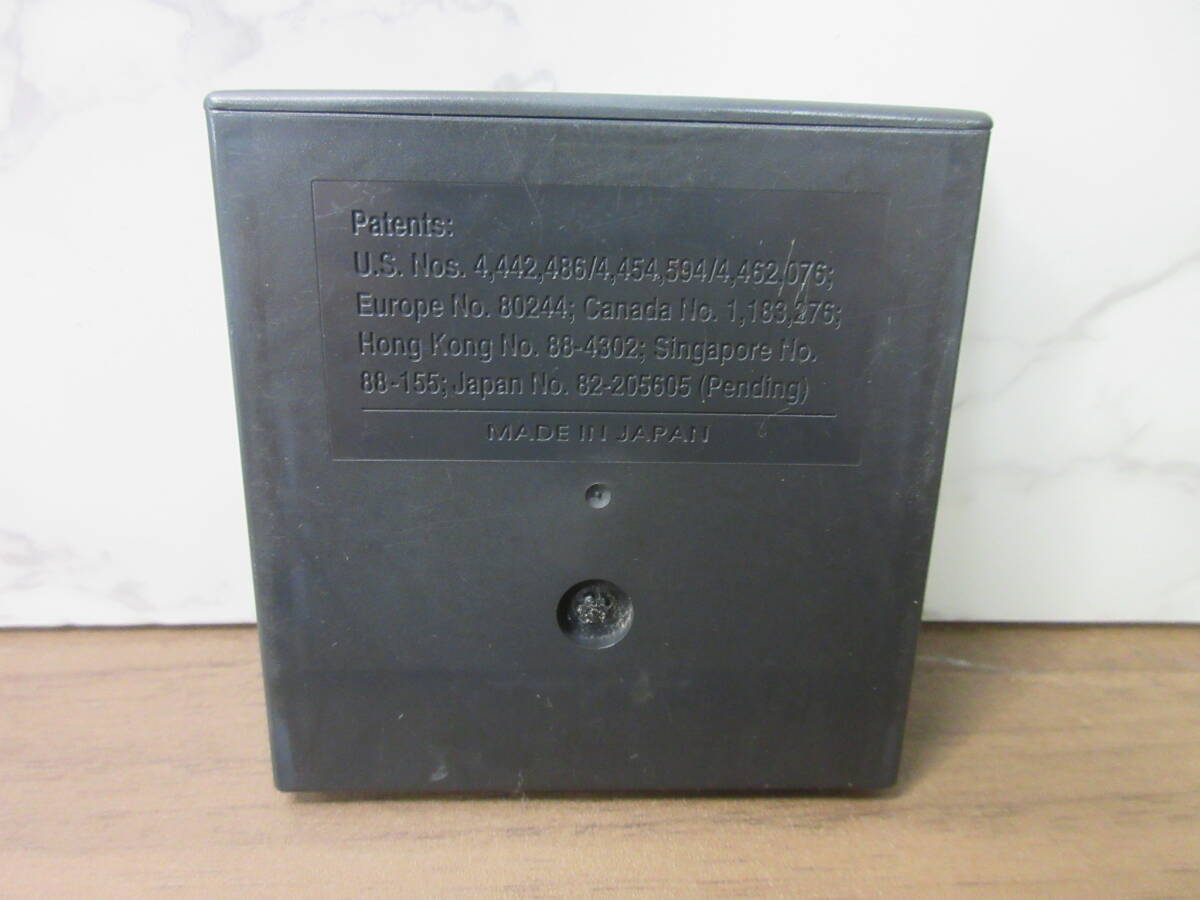 Patents:
U.S. Nos. 4,442,486/4,454,594/4,462,076;
Europe No. 80244; Canada No. 1,183,276;
Hong Kong No. 88-4302; Singapore No.
88-155; Japan No. 82-205605 (Pending)
MADE IN JAPAN